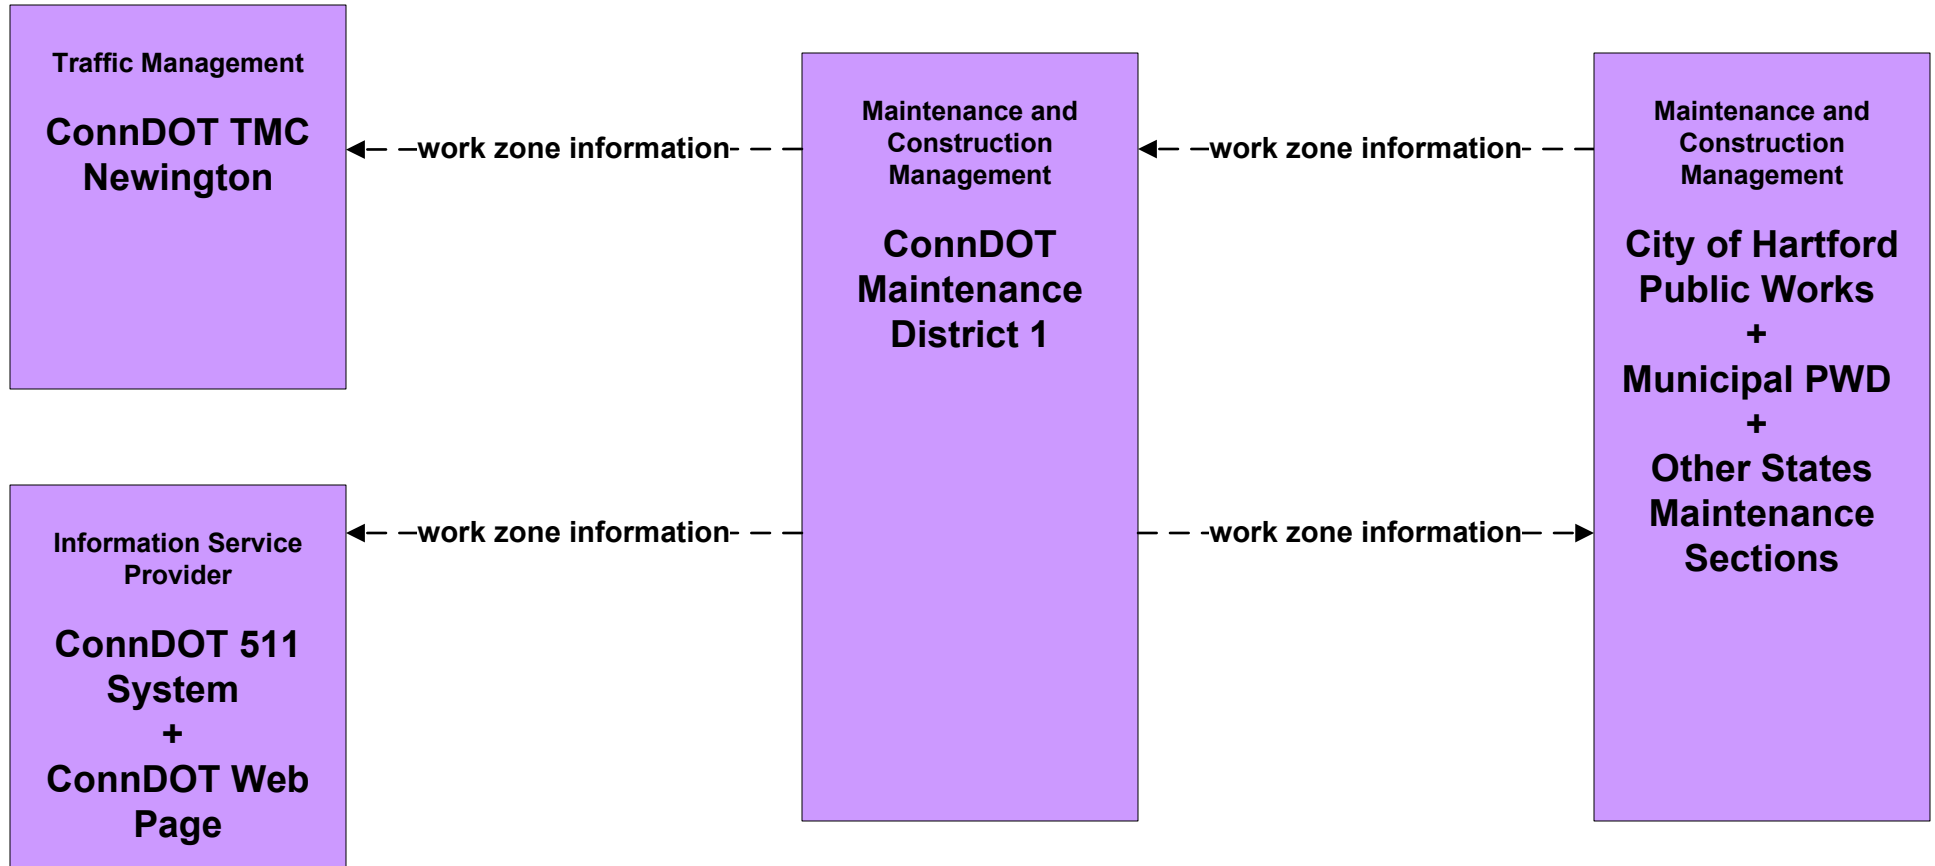 Traffic Management
ConnDOT TMC
Newington
work zone information
Maintenance and
Construction
Management
ConnDOT
Maintenance
District 1
work zone information
Maintenance and
Construction
Management
City of Hartford
Public Works
+
Municipal PWD
+
Other States
Maintenance
Sections
Information Service
Provider
ConnDOT 511
System
+
ConnDOT Web
Page
work zone information
work zone information